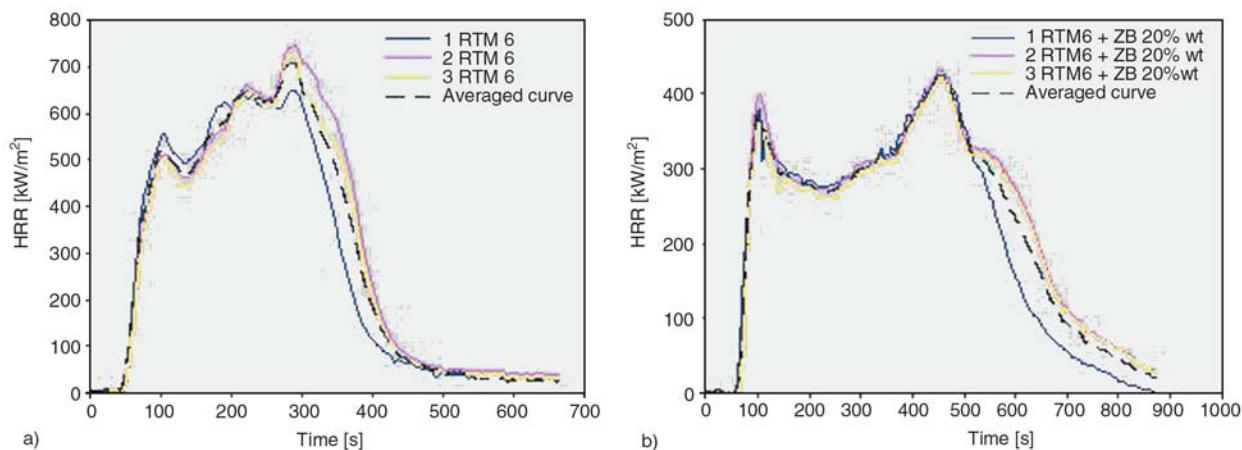 800
700
600
500
400
300
200
100
0
HRR [kW/m²]
1 RTM 6
2 RTM 6
3 RTM 6
Averaged curve
0 100 200 300 400 500 600 700
Time [s]
a)
500
400
300
200
100
0
HRR [kW/m²]
1 RTM6 + ZB 20% wt
2 RTM6 + ZB 20% wt
3 RTM6 + ZB 20%wt
Averaged curve
0 100 200 300 400 500 600 700 800 900 1000
Time [s]
b)